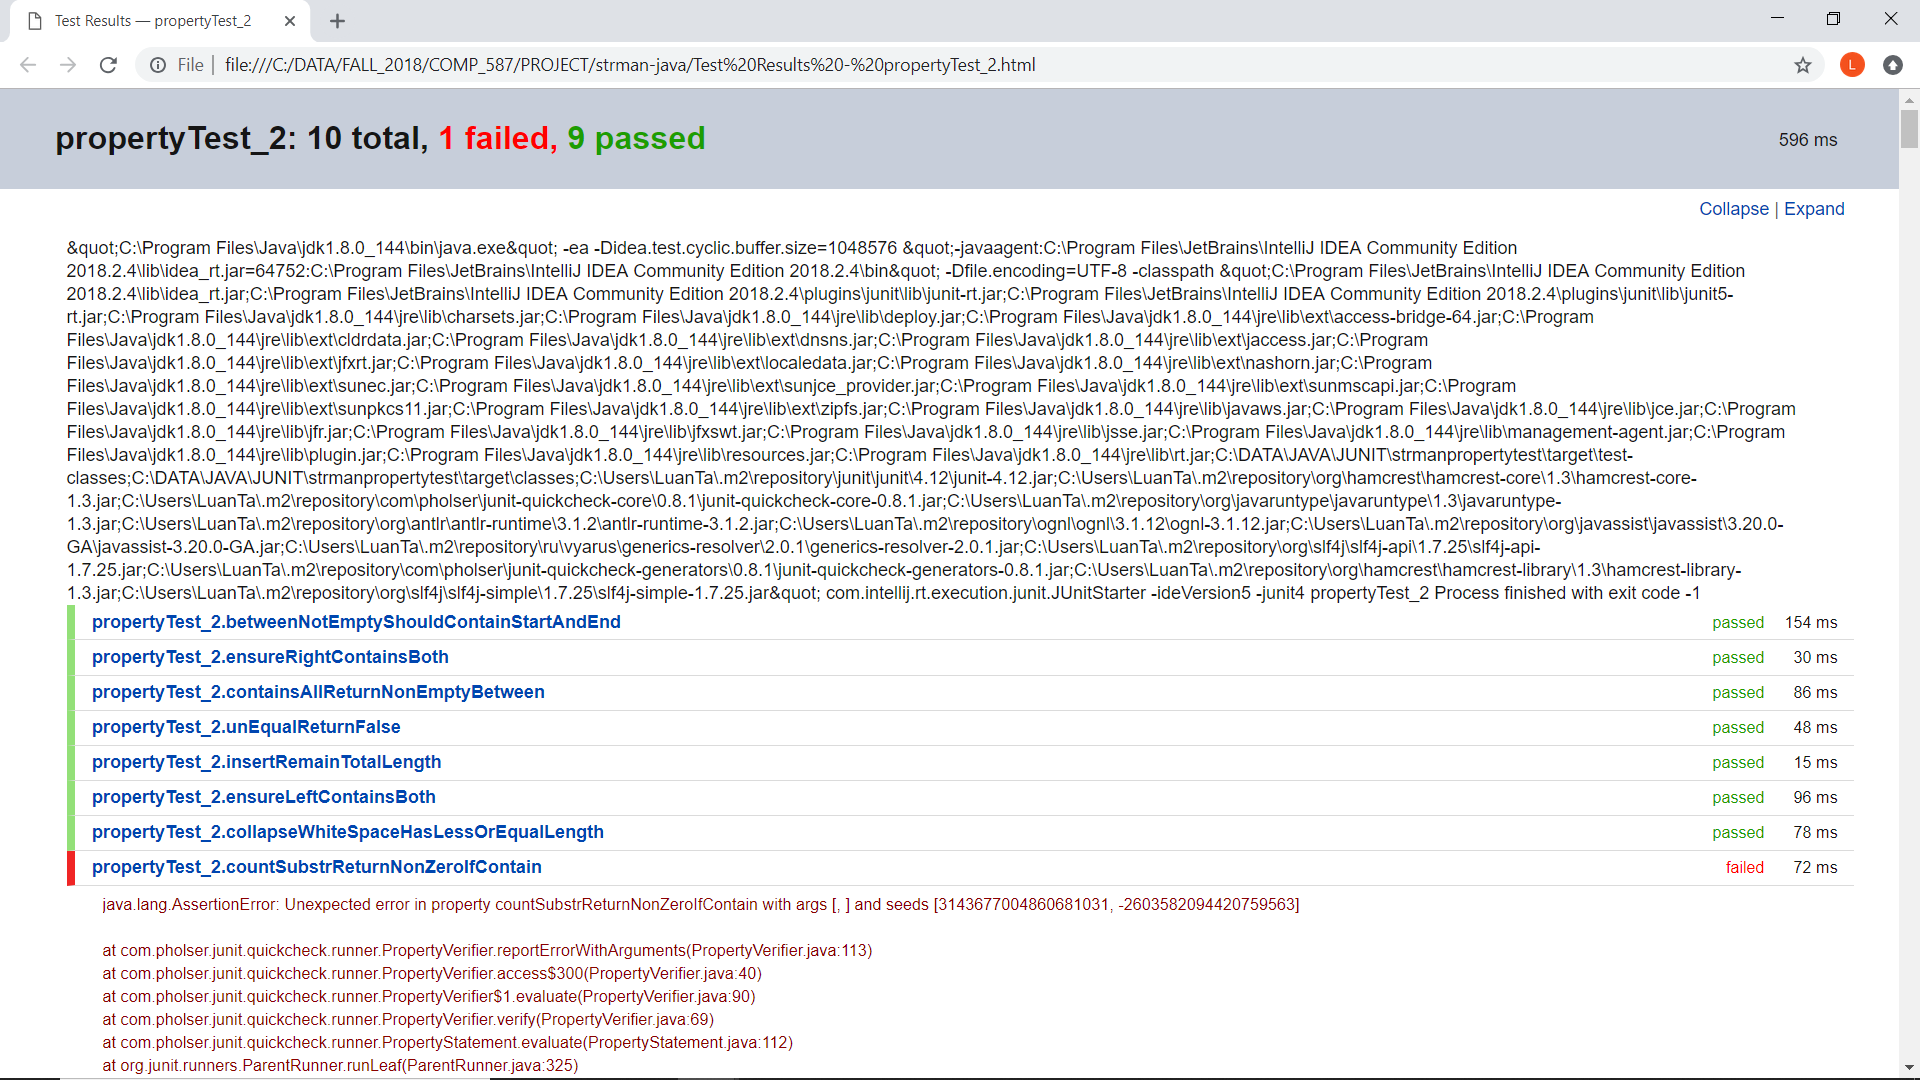 Test Results — propertyTest_2
File | file:///C:/DATA/FALL_2018/COMP_587/PROJECT/strman-java/Test%20Results%20-%20propertyTest_2.html
L
propertyTest_2: 10 total, 1 failed, 9 passed
596 ms
Collapse | Expand
&quot;C:\Program Files\Java\jdk1.8.0_144\bin\java.exe&quot; -ea -Didea.test.cyclic.buffer.size=1048576 &quot;-javaagent:C:\Program Files\JetBrains\IntelliJ IDEA Community Edition
2018.2.4\lib\idea_rt.jar=64752:C:\Program Files\JetBrains\IntelliJ IDEA Community Edition 2018.2.4\bin&quot; -Dfile.encoding=UTF-8 -classpath &quot;C:\Program Files\JetBrains\IntelliJ IDEA Community Edition
2018.2.4\lib\idea_rt.jar;C:\Program Files\JetBrains\IntelliJ IDEA Community Edition 2018.2.4\plugins\junit\lib\junit-rt.jar;C:\Program Files\JetBrains\IntelliJ IDEA Community Edition 2018.2.4\plugins\junit\lib\junit5-
rt.jar;C:\Program Files\Java\jdk1.8.0_144\jre\lib\charsets.jar;C:\Program Files\Java\jdk1.8.0_144\jre\lib\deploy.jar;C:\Program Files\Java\jdk1.8.0_144\jre\lib\ext\access-bridge-64.jar;C:\Program
Files\Java\jdk1.8.0_144\jre\lib\ext\cldrdata.jar;C:\Program Files\Java\jdk1.8.0_144\jre\lib\ext\dnsns.jar;C:\Program Files\Java\jdk1.8.0_144\jre\lib\ext\jaccess.jar;C:\Program
Files\Java\jdk1.8.0_144\jre\lib\ext\jfxrt.jar;C:\Program Files\Java\jdk1.8.0_144\jre\lib\ext\localedata.jar;C:\Program Files\Java\jdk1.8.0_144\jre\lib\ext\nashorn.jar;C:\Program
Files\Java\jdk1.8.0_144\jre\lib\ext\sunec.jar;C:\Program Files\Java\jdk1.8.0_144\jre\lib\ext\sunjce_provider.jar;C:\Program Files\Java\jdk1.8.0_144\jre\lib\ext\sunmscapi.jar;C:\Program
Files\Java\jdk1.8.0_144\jre\lib\ext\sunpkcs11.jar;C:\Program Files\Java\jdk1.8.0_144\jre\lib\ext\zipfs.jar;C:\Program Files\Java\jdk1.8.0_144\jre\lib\javaws.jar;C:\Program Files\Java\jdk1.8.0_144\jre\lib\jce.jar;C:\Program
Files\Java\jdk1.8.0_144\jre\lib\jfr.jar;C:\Program Files\Java\jdk1.8.0_144\jre\lib\jfxswt.jar;C:\Program Files\Java\jdk1.8.0_144\jre\lib\jsse.jar;C:\Program Files\Java\jdk1.8.0_144\jre\lib\management-agent.jar;C:\Program
Files\Java\jdk1.8.0_144\jre\lib\plugin.jar;C:\Program Files\Java\jdk1.8.0_144\jre\lib\resources.jar;C:\Program Files\Java\jdk1.8.0_144\jre\lib\rt.jar;C:\DATA\JAVA\JUNIT\strmanpropertytest\target\test-
classes;C:\DATA\JAVA\JUNIT\strmanpropertytest\target\classes;C:\Users\LuanTa\.m2\repository\junit\junit\4.12\junit-4.12.jar;C:\Users\LuanTa\.m2\repository\org\hamcrest\hamcrest-core\1.3\hamcrest-core-
1.3.jar;C:\Users\LuanTa\.m2\repository\com\pholser\junit-quickcheck-core\0.8.1\junit-quickcheck-core-0.8.1.jar;C:\Users\LuanTa\.m2\repository\org\javaruntype\javaruntype\1.3\javaruntype-
1.3.jar;C:\Users\LuanTa\.m2\repository\org\antlr\antlr-runtime\3.1.2\antlr-runtime-3.1.2.jar;C:\Users\LuanTa\.m2\repository\ognl\ognl\3.1.12\ognl-3.1.12.jar;C:\Users\LuanTa\.m2\repository\org\javassist\javassist\3.20.0-
GA\javassist-3.20.0-GA.jar;C:\Users\LuanTa\.m2\repository\ru\vyarus\generics-resolver\2.0.1\generics-resolver-2.0.1.jar;C:\Users\LuanTa\.m2\repository\org\slf4j\slf4j-api\1.7.25\slf4j-api-
1.7.25.jar;C:\Users\LuanTa\.m2\repository\com\pholser\junit-quickcheck-generators\0.8.1\junit-quickcheck-generators-0.8.1.jar;C:\Users\LuanTa\.m2\repository\org\hamcrest\hamcrest-library\1.3\hamcrest-library-
1.3.jar;C:\Users\LuanTa\.m2\repository\org\slf4j\slf4j-simple\1.7.25\slf4j-simple-1.7.25.jar&quot; com.intellij.rt.execution.junit.JUnitStarter -ideVersion5 -junit4 propertyTest_2 Process finished with exit code -1
propertyTest_2.betweenNotEmptyShouldContainStartAndEnd passed 154 ms
propertyTest_2.ensureRightContainsBoth passed 30 ms
propertyTest_2.containsAllReturnNonEmptyBetween passed 86 ms
propertyTest_2.unEqualReturnFalse passed 48 ms
propertyTest_2.insertRemainTotalLength passed 15 ms
propertyTest_2.ensureLeftContainsBoth passed 96 ms
propertyTest_2.collapseWhiteSpaceHasLessOrEqualLength passed 78 ms
propertyTest_2.countSubstrReturnNonZeroIfContain failed 72 ms
java.lang.AssertionError: Unexpected error in property countSubstrReturnNonZeroIfContain with args [, ] and seeds [3143677004860681031, -2603582094420759563]
at com.pholser.junit.quickcheck.runner.PropertyVerifier.reportErrorWithArguments(PropertyVerifier.java:113)
at com.pholser.junit.quickcheck.runner.PropertyVerifier.access$300(PropertyVerifier.java:40)
at com.pholser.junit.quickcheck.runner.PropertyVerifier$1.evaluate(PropertyVerifier.java:90)
at com.pholser.junit.quickcheck.runner.PropertyVerifier.verify(PropertyVerifier.java:69)
at com.pholser.junit.quickcheck.runner.PropertyStatement.evaluate(PropertyStatement.java:112)
at org.junit.runners.ParentRunner.runLeaf(ParentRunner.java:325)